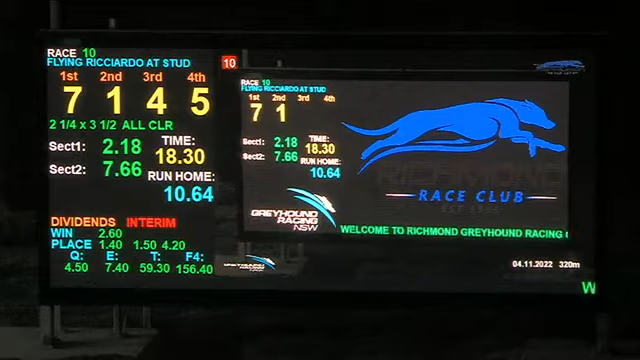 RACE 10
FLYING RICCIARDO AT STUD
1st 2nd 3rd 4th
7 1 4 5
2 1/4 x 3 1/2 ALL CLR
Sect1: 2.18 TIME: 18.30
Sect2: 7.66 RUN HOME: 10.64
DIVIDENDS INTERIM
WIN 2.60
PLACE 1.40 1.50 4.20
Q: E: T: F4:
4.50 7.40 59.30 156.40
10
RACE 10
FLYING RICCIARDO AT STUD
1st 2nd 3rd 4th
7 1
Sect1: 2.18 TIME: 18.30
Sect2: 7.66 RUN HOME: 10.64
GREYHOUND
RACING
NSW
RICHMOND
RACE CLUB
WELCOME TO RICHMOND GREYHOUND RACING
04.11.2022 320m
W